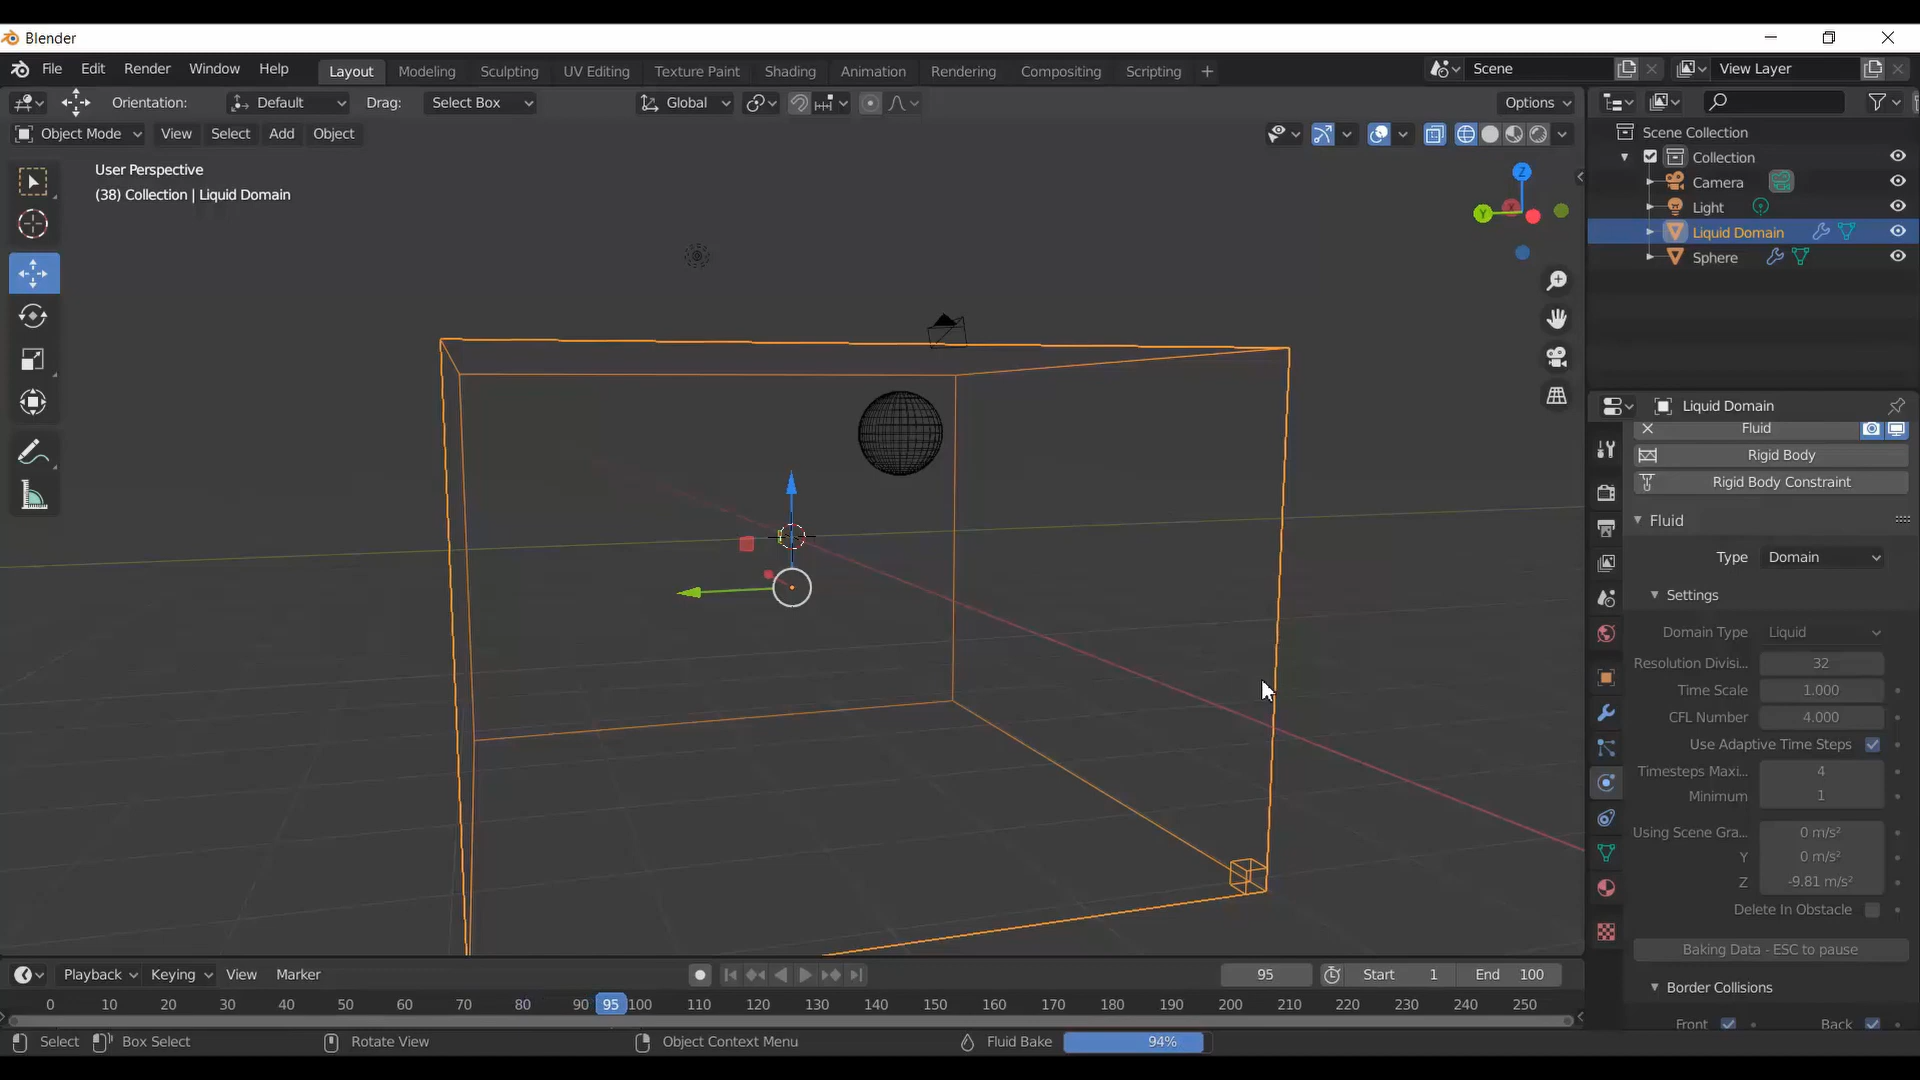 Blender
File Edit Render Window Help Layout Modeling Sculpting UV Editing Texture Paint Shading Animation Rendering Compositing Scripting + Scene View Layer
Orientation: Default Drag: Select Box Global Options
Object Mode View Select Add Object
User Perspective
(38) Collection | Liquid Domain
Z
Y
X
Scene Collection
Collection
Camera
Light
Liquid Domain
Sphere
Liquid Domain
Fluid
Rigid Body
Rigid Body Constraint
Fluid
Type Domain
Settings
Domain Type Liquid
Resolution Divisi... 32
Time Scale 1.000
CFL Number 4.000
Use Adaptive Time Steps
Timesteps Maxi... 4
Minimum 1
Using Scene Gra... 0 m/s²
Y 0 m/s²
Z -9.81 m/s²
Delete In Obstacle
Baking Data - ESC to pause
Border Collisions
Front Back
Playback Keying View Marker 95 Start 1 End 100
0 10 20 30 40 50 60 70 80 90 95 100 110 120 130 140 150 160 170 180 190 200 210 220 230 240 250
Select Box Select Rotate View Object Context Menu Fluid Bake 94%